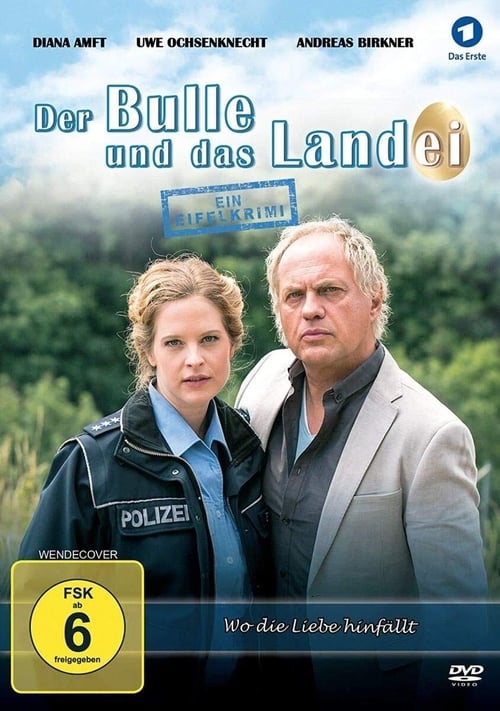 DIANA AMFT UWE OCHSENKNECHT ANDREAS BIRKNER
1
Das Erste
Der Bulle
und das Landei
EIN
EIFELKRIMI
POLIZEI
WENDECOVER
FSK
ab
6
freigegeben
Wo die Liebe hinfällt
DVD
VIDEO